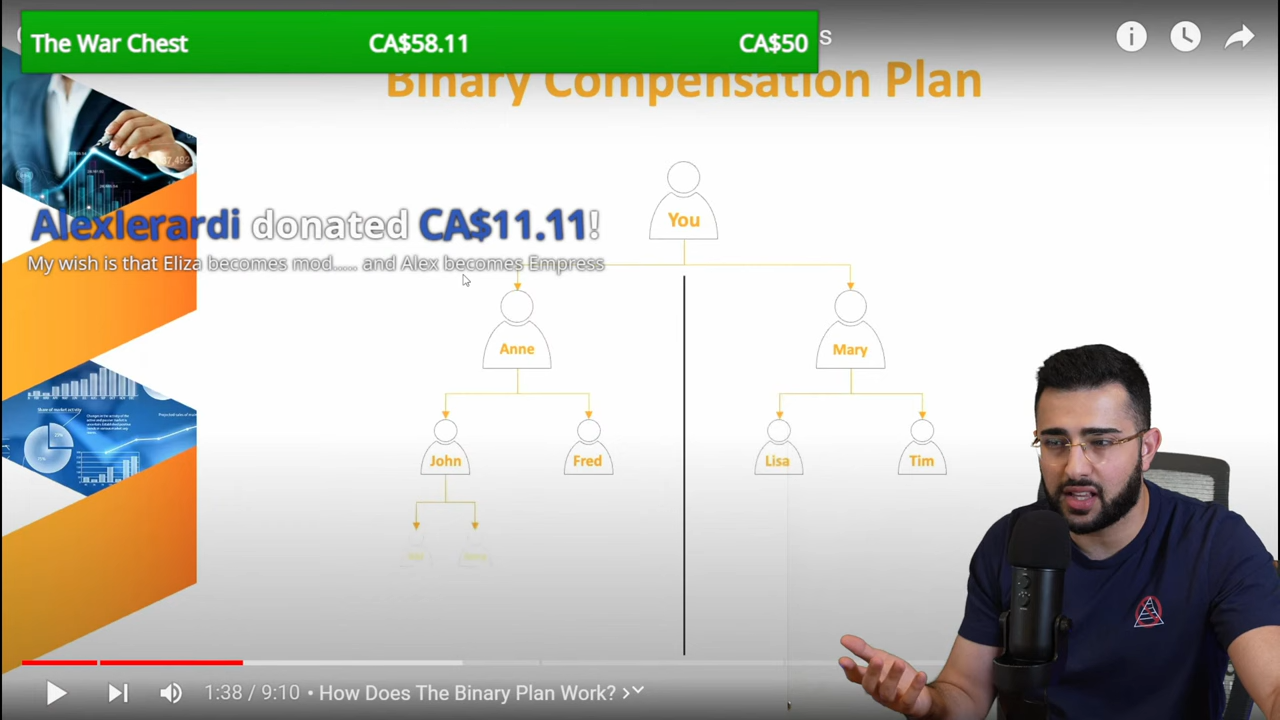 The War Chest CA$58.11 CA$50
Binary Compensation Plan
AlexIerardi donated CA$11.11!
My wish is that Eliza becomes mod..... and Alex becomes Empress
You
Anne
Mary
John
Fred
Lisa
Tim
1:38 / 9:10 • How Does The Binary Plan Work?